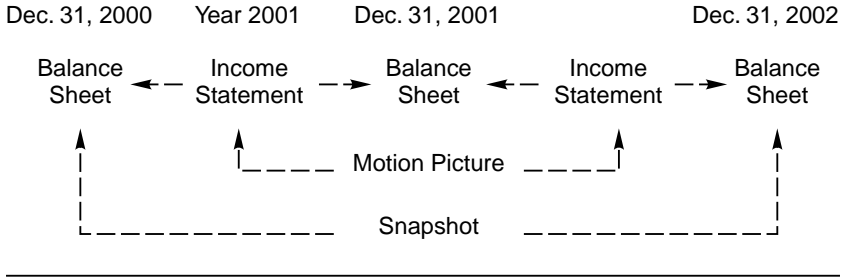 Dec. 31, 2000 Year 2001 Dec. 31, 2001 Dec. 31, 2002
Balance Income Balance Income Balance
Sheet Statement Sheet Statement Sheet
Motion Picture
Snapshot